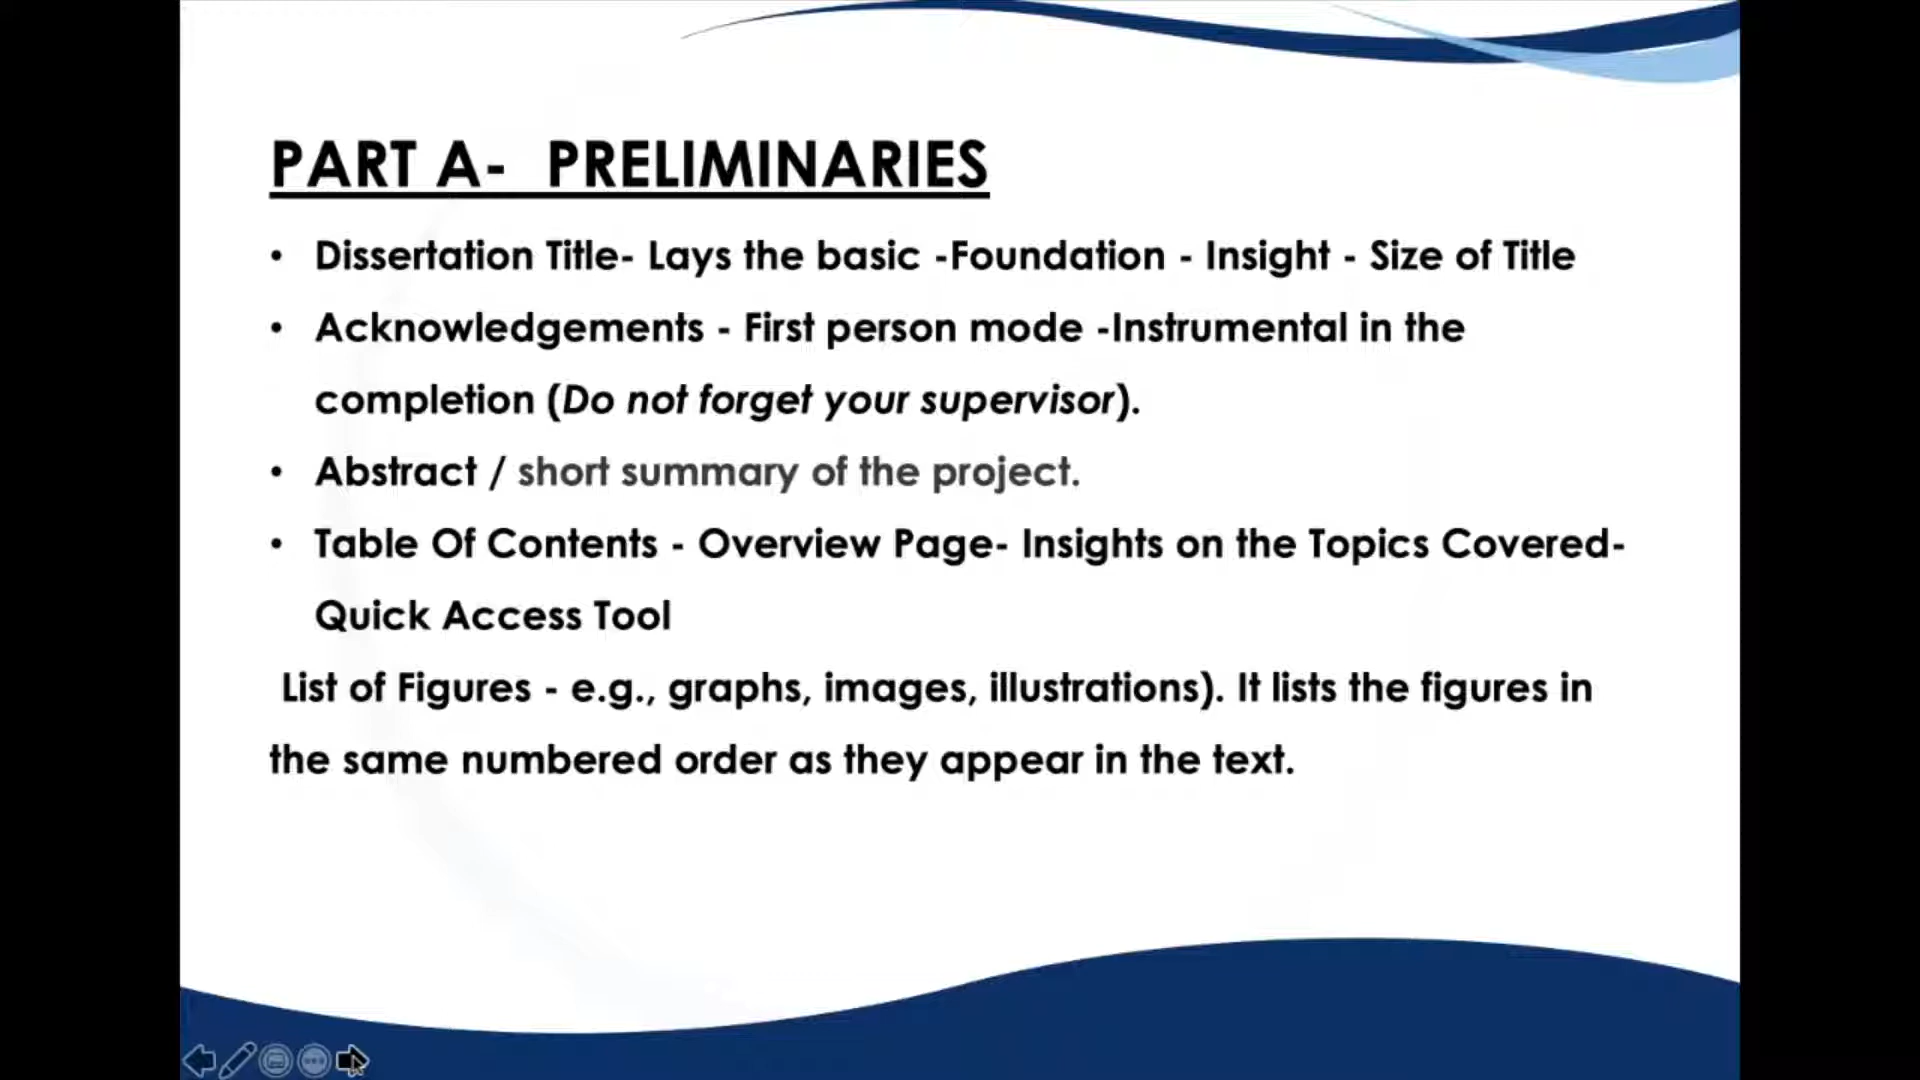 PART A- PRELIMINARIES
• Dissertation Title- Lays the basic -Foundation - Insight - Size of Title
• Acknowledgements - First person mode -Instrumental in the
completion (Do not forget your supervisor).
• Abstract / short summary of the project.
• Table Of Contents - Overview Page- Insights on the Topics Covered-
Quick Access Tool
List of Figures - e.g., graphs, images, illustrations). It lists the figures in
the same numbered order as they appear in the text.